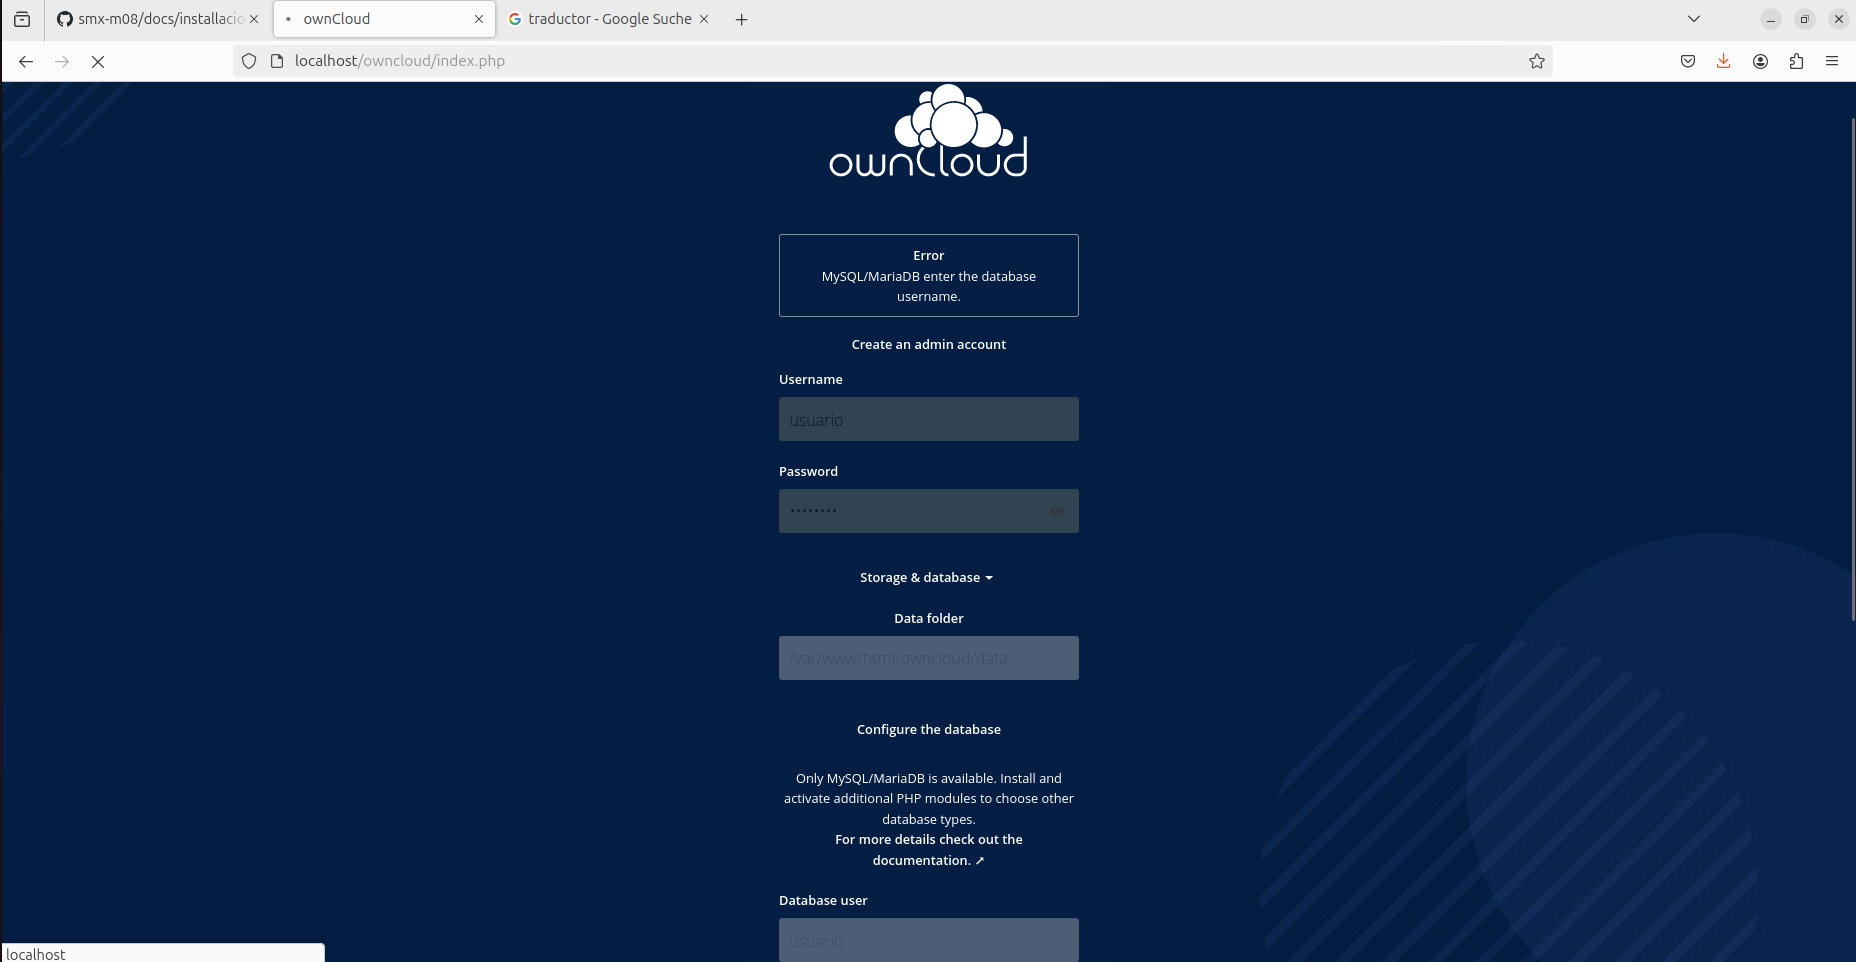 smx-m08/docs/installacio
ownCloud
traductor - Google Suche
localhost/owncloud/index.php
ownCloud
Error
MySQL/MariaDB enter the database
username.
Create an admin account
Username
usuario
Password
••••••••
Storage & database
Data folder
/var/www/html/owncloud/data
Configure the database
Only MySQL/MariaDB is available. Install and
activate additional PHP modules to choose other
database types.
For more details check out the
documentation. ↗
Database user
usuario
localhost